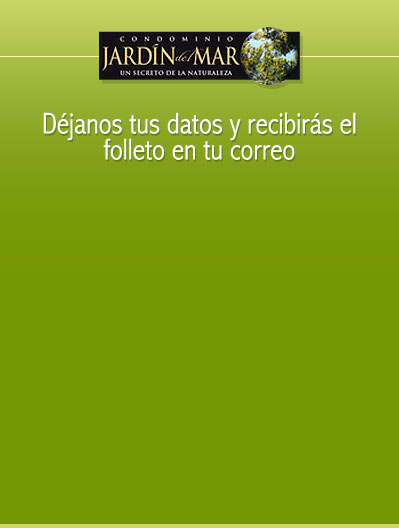 CONDOMINIO
JARDÍN del MAR
UN SECRETO DE LA NATURALEZA
Déjanos tus datos y recibirás el
folleto en tu correo